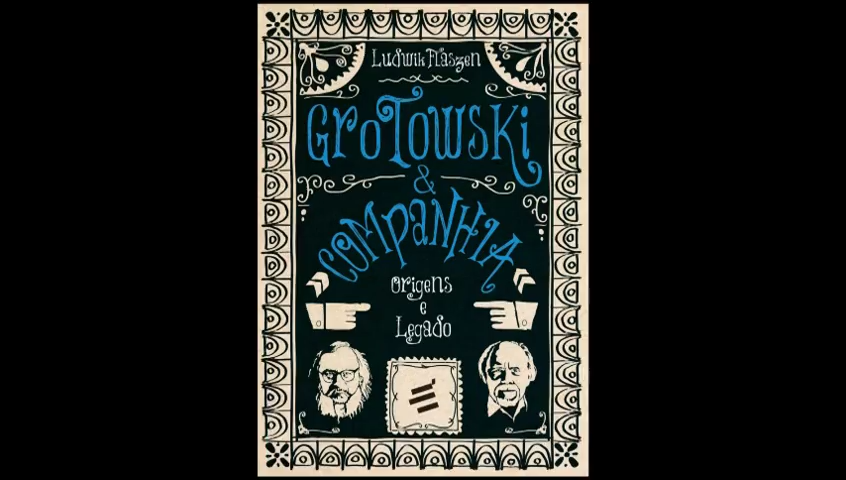 Ludwik Flaszen
Grotowski
&
Companhia
Origens
e
Legado